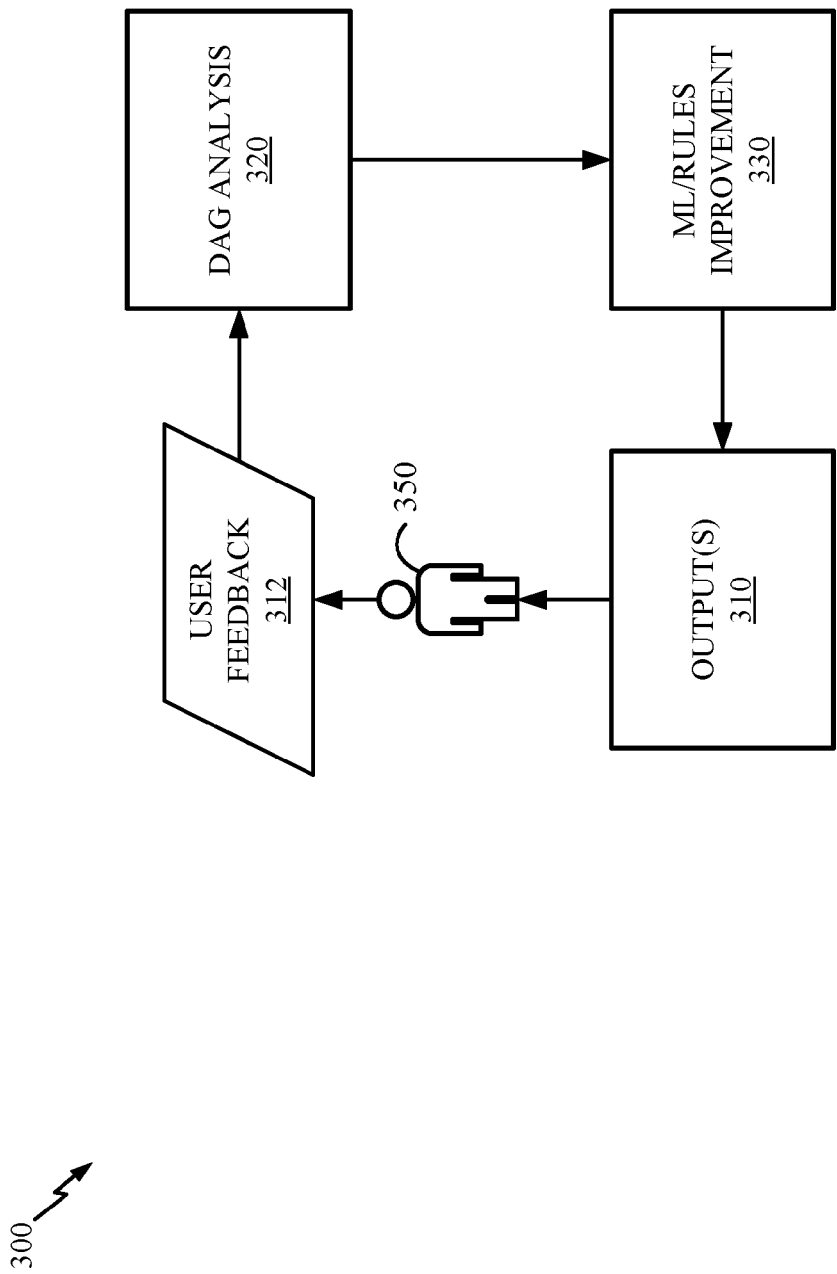 300
USER
FEEDBACK
312
DAG ANALYSIS
320
350
OUTPUT(S)
310
ML/RULES
IMPROVEMENT
330